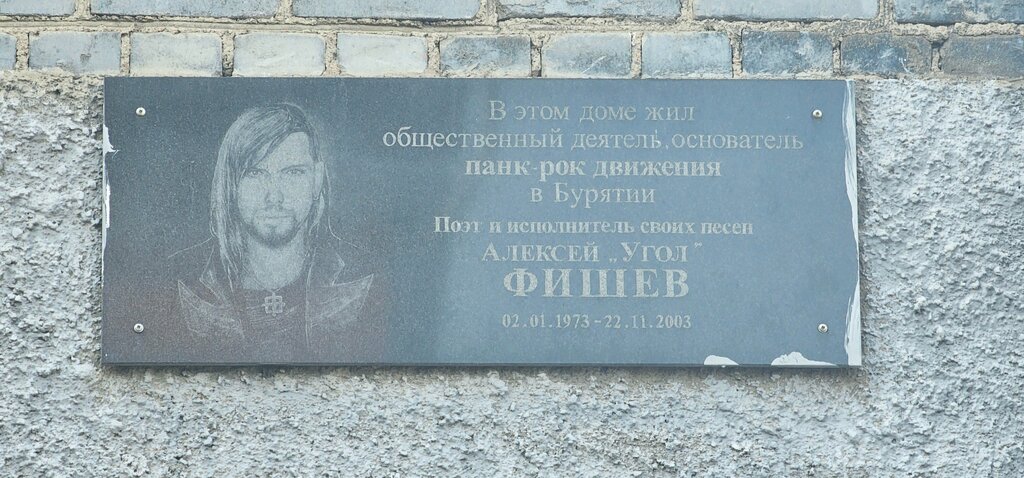 В этом доме жил
общественный деятель, основатель
панк-рок движения
в Бурятии
Поэт и исполнитель своих песен
Алексей „Угол”
ФИШЕВ
02.01.1973-22.11.2003